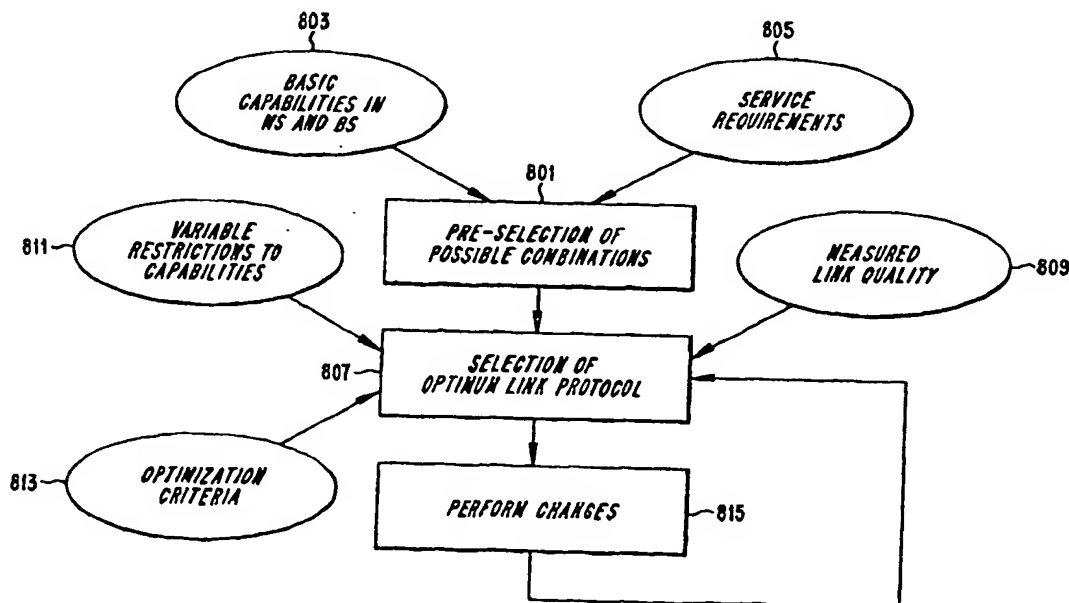 803
BASIC
CAPABILITIES IN
MS AND BS
805
SERVICE
REQUIREMENTS
801
PRE-SELECTION OF
POSSIBLE COMBINATIONS
811
VARIABLE
RESTRICTIONS TO
CAPABILITIES
MEASURED
LINK QUALITY
809
807
SELECTION OF
OPTIMUM LINK PROTOCOL
813
OPTIMIZATION
CRITERIA
PERFORM CHANGES
815